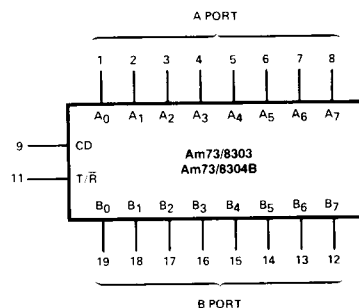 A PORT
1 2 3 4 5 6 7 8
A0 A1 A2 A3 A4 A5 A6 A7
9 CD
Am73/8303
Am73/8304B
11 T/R̅
B0 B1 B2 B3 B4 B5 B6 B7
19 18 17 16 15 14 13 12
B PORT